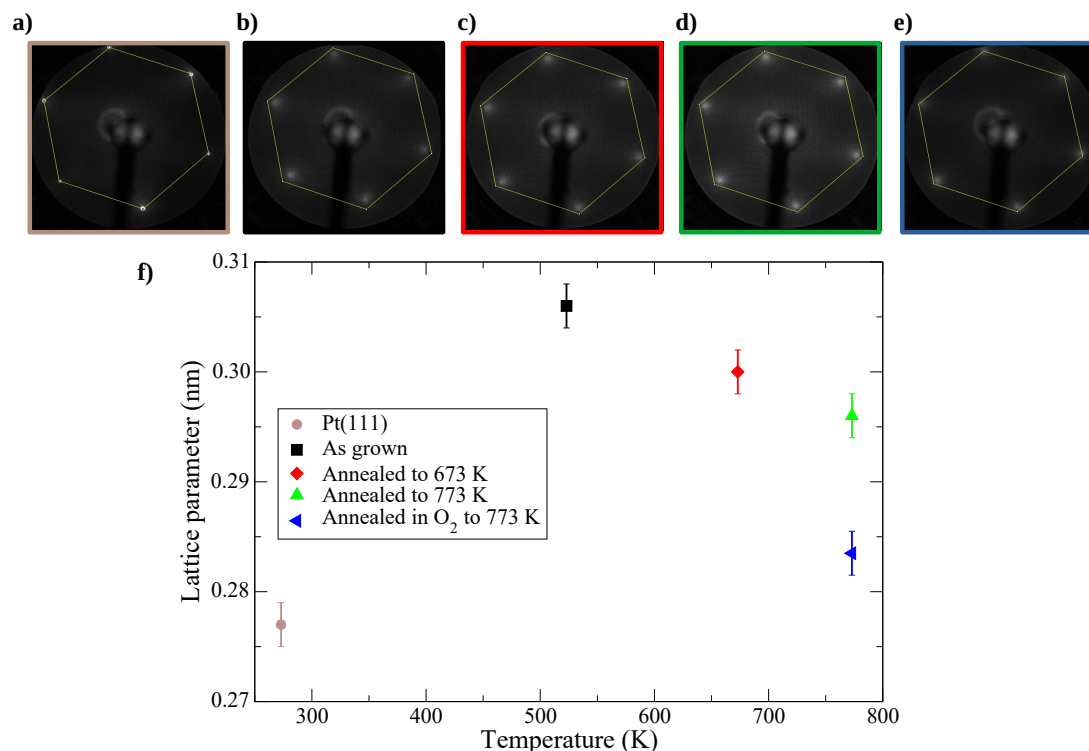 a)
b)
c)
d)
e)
f)
0.31
0.30
0.29
0.28
0.27
Lattice parameter (nm)
Pt(111)
As grown
Annealed to 673 K
Annealed to 773 K
Annealed in O₂ to 773 K
300
400
500
600
700
800
Temperature (K)